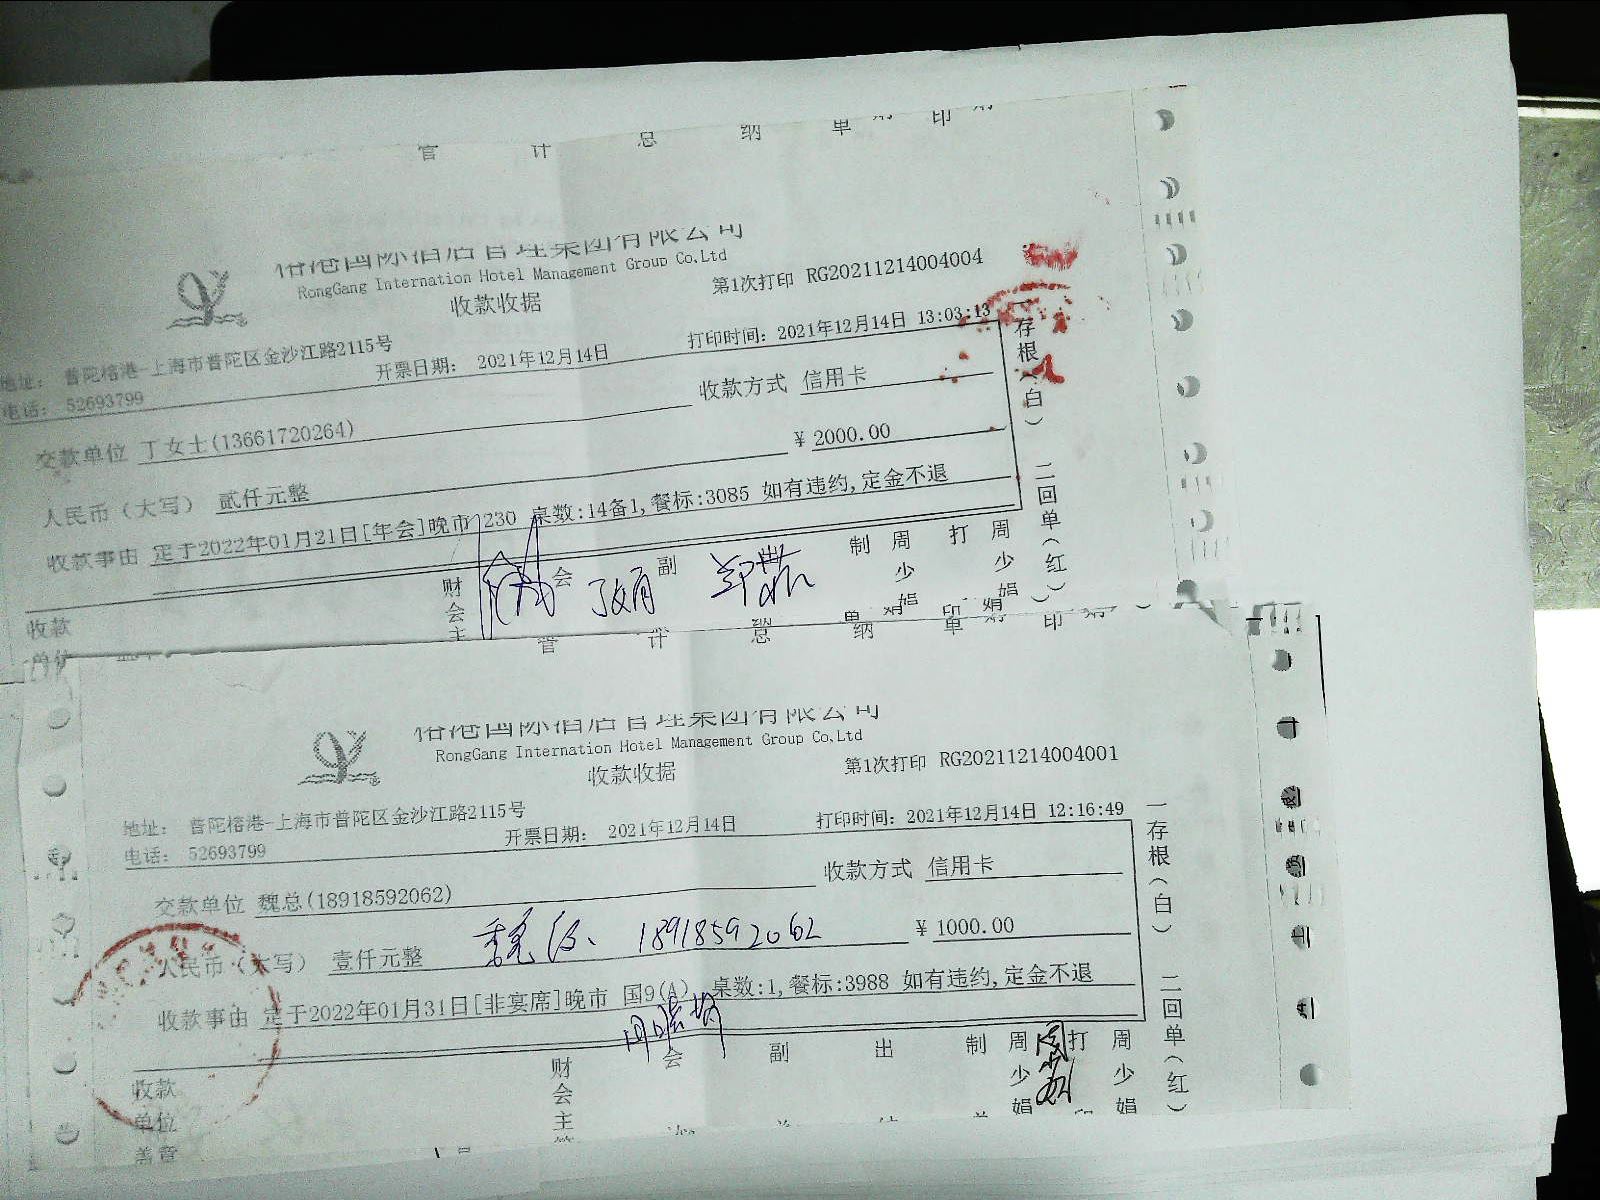 管 计 总 纳 单 印
榕港国际酒店管理集团有限公司
RongGang Internation Hotel Management Group Co.Ltd
收款收据
第1次打印 RG20211214004004
地址: 普陀榕港-上海市普陀区金沙江路2115号
电话: 52693799
开票日期: 2021年12月14日
打印时间: 2021年12月14日 13:03:13
交款单位 丁女士(13661720264)
收款方式 信用卡
人民币(大写) 贰仟元整
¥ 2000.00
收款事由 定于2022年01月21日[年会]晚市 230 桌数:14备1,餐标:3085 如有违约,定金不退
一存根(白) 二回单(红)
收款
单位
财会主管 会计 副总 纳 制单 周少娟 打印 周少娟
榕港国际酒店管理集团有限公司
RongGang Internation Hotel Management Group Co.Ltd
收款收据
第1次打印 RG20211214004001
地址: 普陀榕港-上海市普陀区金沙江路2115号
电话: 52693799
开票日期: 2021年12月14日
打印时间: 2021年12月14日 12:16:49
交款单位 魏总(18918592062)
收款方式 信用卡
人民币(大写) 壹仟元整
18918592062
¥ 1000.00
收款事由 定于2022年01月31日[非宴席]晚市 国9(A) 桌数:1,餐标:3988 如有违约,定金不退
一存根(白) 二回单(红)
收款
单位
盖章
财会主 会 副 出 制 周少娟 打 周少娟